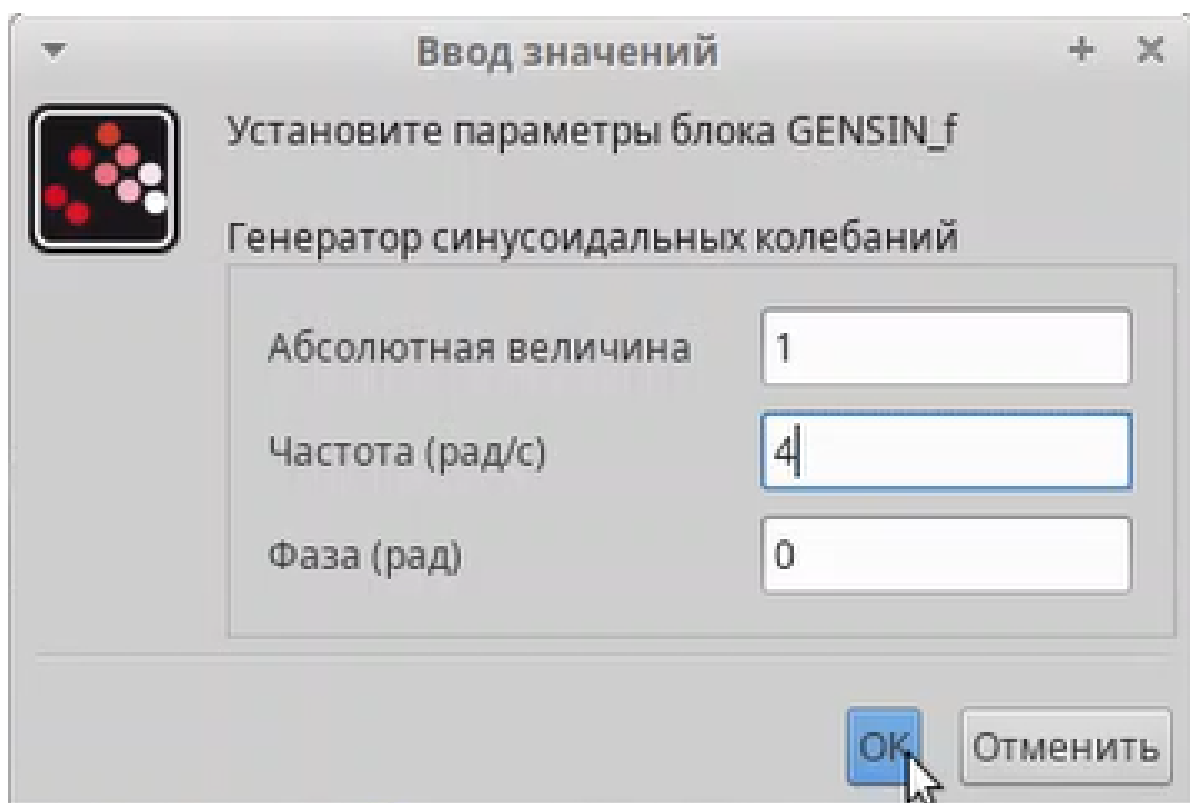 Ввод значений
Установите параметры блока GENSIN_f
Генератор синусоидальных колебаний
Абсолютная величина 1
Частота (рад/с) 4
Фаза (рад) 0
OK Отменить